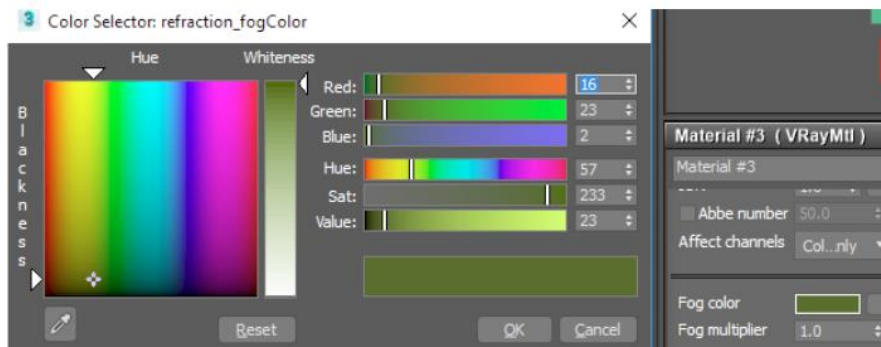 3 Color Selector: refraction_fogColor
Hue
Whiteness
Blackness
Red: 16
Green: 23
Blue: 2
Hue: 57
Sat: 233
Value: 23
Reset
OK
Cancel
Material #3 ( VRayMtl )
Material #3
Abbe number 50.0
Affect channels Col...nly
Fog color
Fog multiplier 1.0